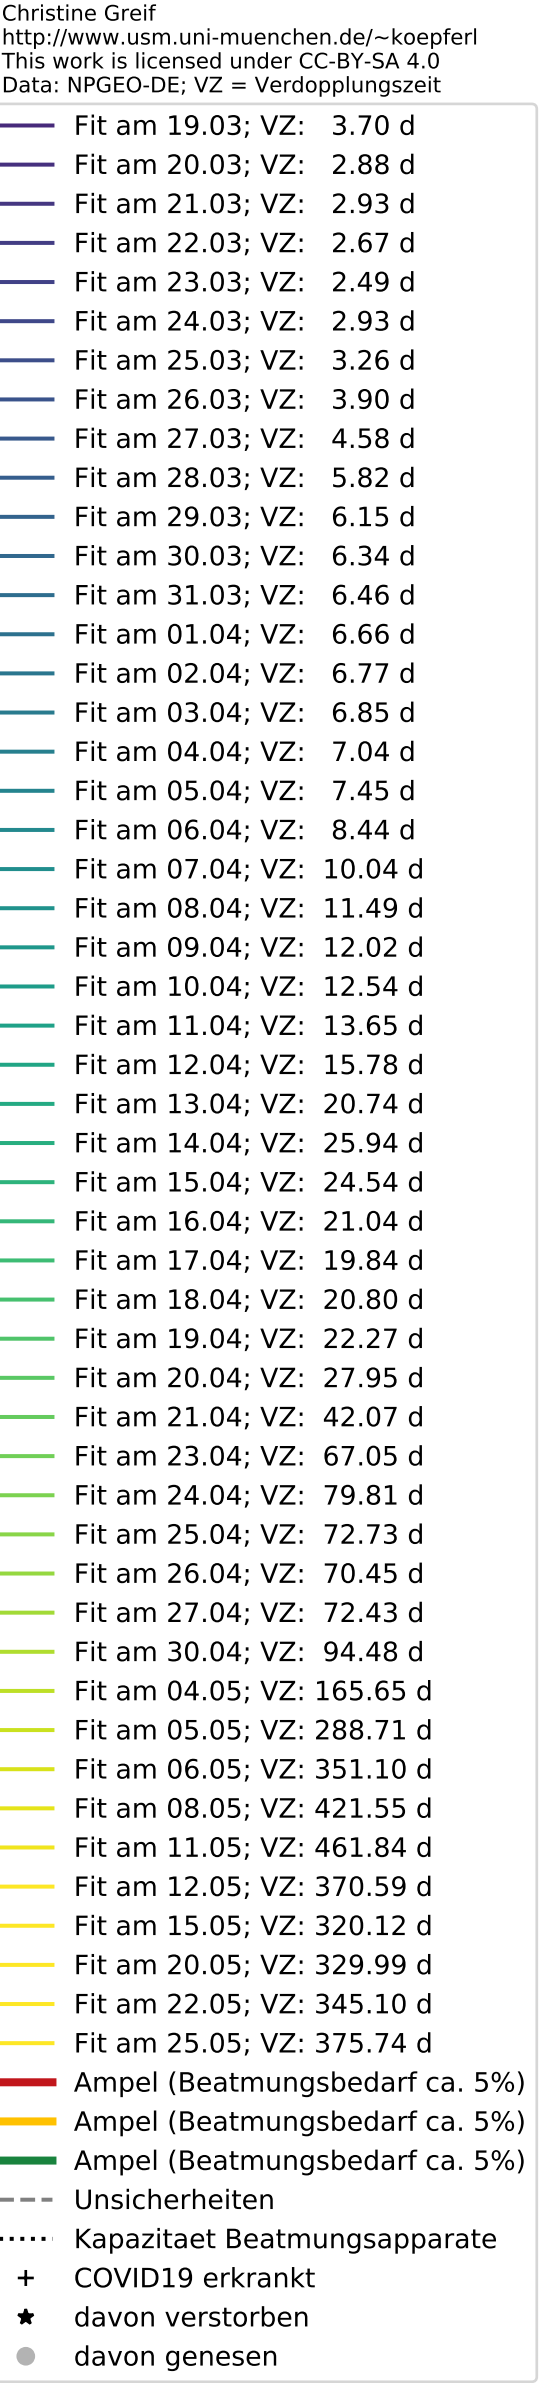 Christine Greif
http://www.usm.uni-muenchen.de/~koepferl
This work is licensed under CC-BY-SA 4.0
Data: NPGEO-DE; VZ = Verdopplungszeit
Fit am 19.03; VZ: 3.70 d
Fit am 20.03; VZ: 2.88 d
Fit am 21.03; VZ: 2.93 d
Fit am 22.03; VZ: 2.67 d
Fit am 23.03; VZ: 2.49 d
Fit am 24.03; VZ: 2.93 d
Fit am 25.03; VZ: 3.26 d
Fit am 26.03; VZ: 3.90 d
Fit am 27.03; VZ: 4.58 d
Fit am 28.03; VZ: 5.82 d
Fit am 29.03; VZ: 6.15 d
Fit am 30.03; VZ: 6.34 d
Fit am 31.03; VZ: 6.46 d
Fit am 01.04; VZ: 6.66 d
Fit am 02.04; VZ: 6.77 d
Fit am 03.04; VZ: 6.85 d
Fit am 04.04; VZ: 7.04 d
Fit am 05.04; VZ: 7.45 d
Fit am 06.04; VZ: 8.44 d
Fit am 07.04; VZ: 10.04 d
Fit am 08.04; VZ: 11.49 d
Fit am 09.04; VZ: 12.02 d
Fit am 10.04; VZ: 12.54 d
Fit am 11.04; VZ: 13.65 d
Fit am 12.04; VZ: 15.78 d
Fit am 13.04; VZ: 20.74 d
Fit am 14.04; VZ: 25.94 d
Fit am 15.04; VZ: 24.54 d
Fit am 16.04; VZ: 21.04 d
Fit am 17.04; VZ: 19.84 d
Fit am 18.04; VZ: 20.80 d
Fit am 19.04; VZ: 22.27 d
Fit am 20.04; VZ: 27.95 d
Fit am 21.04; VZ: 42.07 d
Fit am 23.04; VZ: 67.05 d
Fit am 24.04; VZ: 79.81 d
Fit am 25.04; VZ: 72.73 d
Fit am 26.04; VZ: 70.45 d
Fit am 27.04; VZ: 72.43 d
Fit am 30.04; VZ: 94.48 d
Fit am 04.05; VZ: 165.65 d
Fit am 05.05; VZ: 288.71 d
Fit am 06.05; VZ: 351.10 d
Fit am 08.05; VZ: 421.55 d
Fit am 11.05; VZ: 461.84 d
Fit am 12.05; VZ: 370.59 d
Fit am 15.05; VZ: 320.12 d
Fit am 20.05; VZ: 329.99 d
Fit am 22.05; VZ: 345.10 d
Fit am 25.05; VZ: 375.74 d
Ampel (Beatmungsbedarf ca. 5%)
Ampel (Beatmungsbedarf ca. 5%)
Ampel (Beatmungsbedarf ca. 5%)
Unsicherheiten
Kapazitaet Beatmungsapparate
COVID19 erkrankt
davon verstorben
davon genesen